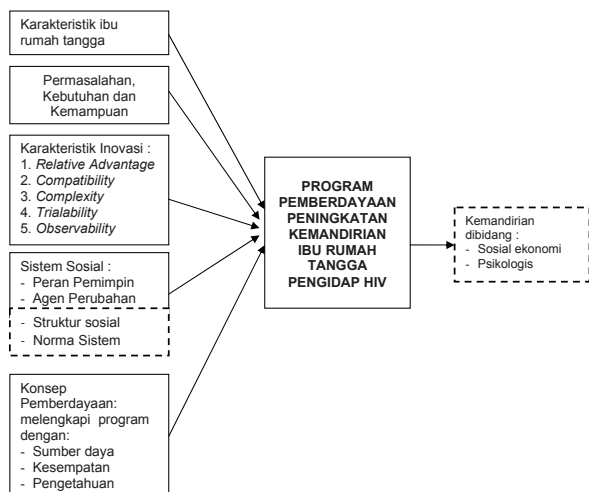 Karakteristik ibu
rumah tangga
Permasalahan,
Kebutuhan dan
Kemampuan
Karakteristik Inovasi :
1. Relative Advantage
2. Compatibility
3. Complexity
4. Trialability
5. Observability
Sistem Sosial :
- Peran Pemimpin
- Agen Perubahan
- Struktur sosial
- Norma Sistem
Konsep
Pemberdayaan:
melengkapi program
dengan:
- Sumber daya
- Kesempatan
- Pengetahuan
PROGRAM
PEMBERDAYAAN
PENINGKATAN
KEMANDIRIAN
IBU RUMAH
TANGGA
PENGIDAP HIV
Kemandirian
dibidang :
- Sosial ekonomi
- Psikologis